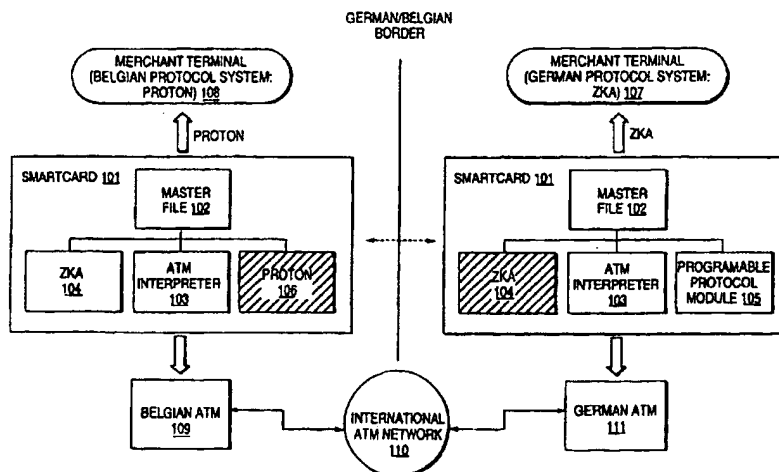 GERMAN/BELGIAN
BORDER
MERCHANT TERMINAL
(BELGIAN PROTOCOL SYSTEM:
PROTON) 108
MERCHANT TERMINAL
(GERMAN PROTOCOL SYSTEM:
ZKA) 107
PROTON
ZKA
SMARTCARD 101
MASTER
FILE 102
ZKA
104
ATM
INTERPRETER
103
PROTON
106
SMARTCARD 101
MASTER
FILE 102
ZKA
104
ATM
INTERPRETER
103
PROGRAMABLE
PROTOCOL
MODULE 105
BELGIAN ATM
109
INTERNATIONAL
ATM NETWORK
110
GERMAN ATM
111